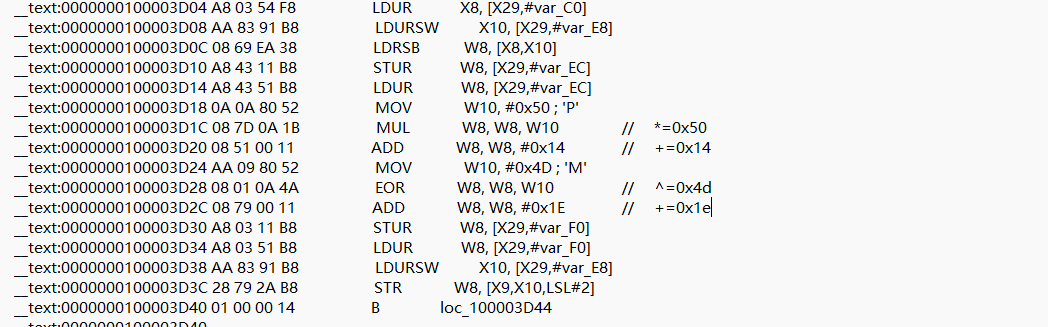 __text:0000000100003D04 A8 03 54 F8 LDUR X8, [X29,#var_C0]
__text:0000000100003D08 AA 83 91 B8 LDURSW X10, [X29,#var_E8]
__text:0000000100003D0C 08 69 EA 38 LDRSB W8, [X8,X10]
__text:0000000100003D10 A8 43 11 B8 STUR W8, [X29,#var_EC]
__text:0000000100003D14 A8 43 51 B8 LDUR W8, [X29,#var_EC]
__text:0000000100003D18 0A 0A 80 52 MOV W10, #0x50 ; 'P'
__text:0000000100003D1C 08 7D 0A 1B MUL W8, W8, W10 // *=0x50
__text:0000000100003D20 08 51 00 11 ADD W8, W8, #0x14 // +=0x14
__text:0000000100003D24 AA 09 80 52 MOV W10, #0x4D ; 'M'
__text:0000000100003D28 08 01 0A 4A EOR W8, W8, W10 // ^=0x4d
__text:0000000100003D2C 08 79 00 11 ADD W8, W8, #0x1E // +=0x1e
__text:0000000100003D30 A8 03 11 B8 STUR W8, [X29,#var_F0]
__text:0000000100003D34 A8 03 51 B8 LDUR W8, [X29,#var_F0]
__text:0000000100003D38 AA 83 91 B8 LDURSW X10, [X29,#var_E8]
__text:0000000100003D3C 28 79 2A B8 STR W8, [X9,X10,LSL#2]
__text:0000000100003D40 01 00 00 14 B loc_100003D44
__text:0000000100003D40